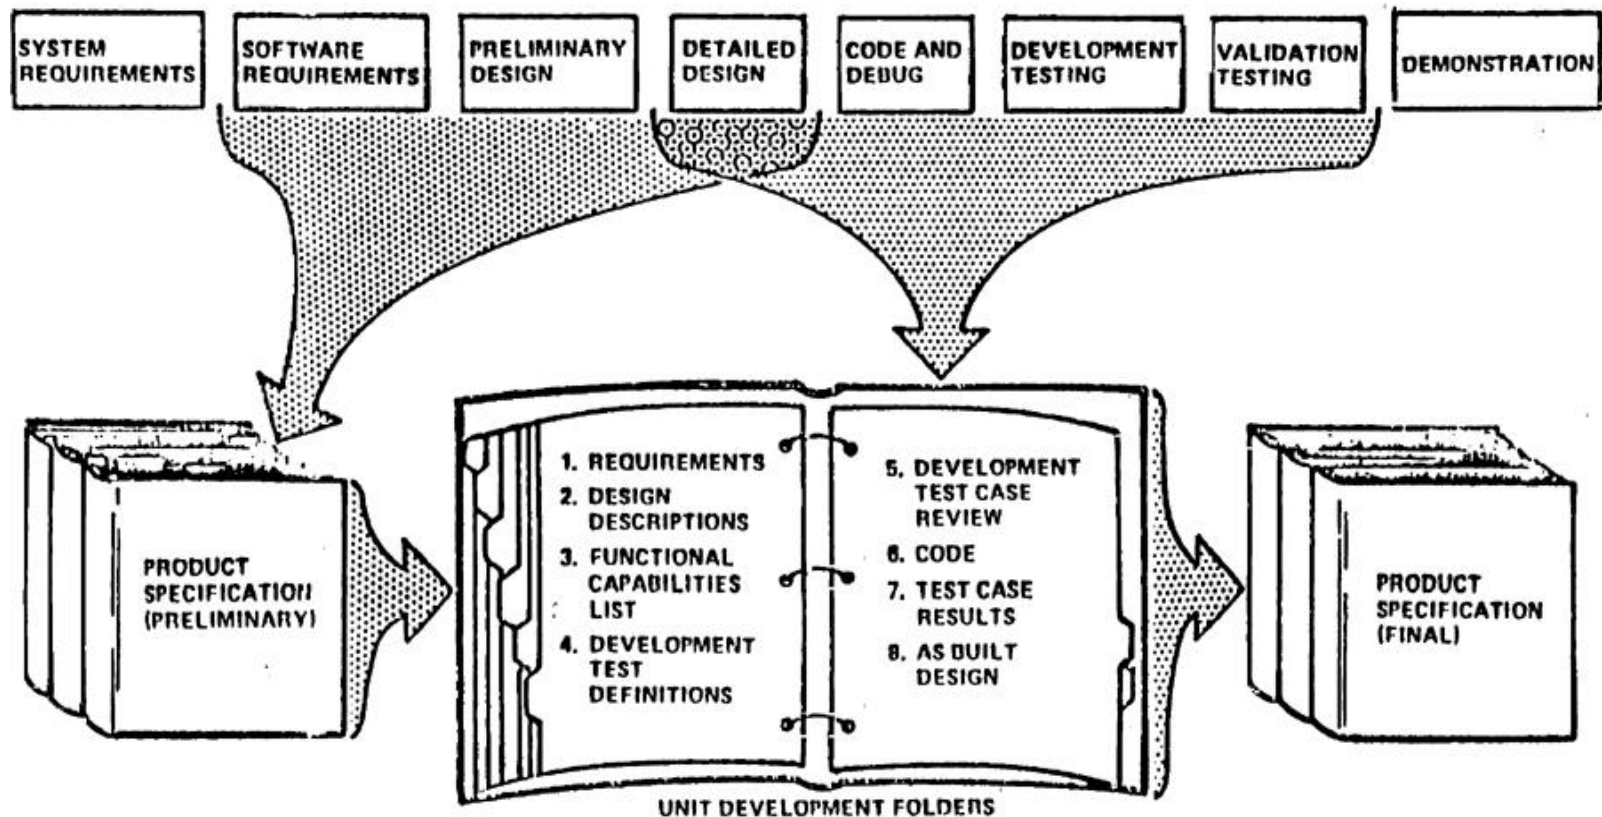 SYSTEM
REQUIREMENTS
SOFTWARE
REQUIREMENTS
PRELIMINARY
DESIGN
DETAILED
DESIGN
CODE AND
DEBUG
DEVELOPMENT
TESTING
VALIDATION
TESTING
DEMONSTRATION
PRODUCT
SPECIFICATION
(PRELIMINARY)
1. REQUIREMENTS
2. DESIGN
DESCRIPTIONS
3. FUNCTIONAL
CAPABILITIES
LIST
4. DEVELOPMENT
TEST
DEFINITIONS
5. DEVELOPMENT
TEST CASE
REVIEW
6. CODE
7. TEST CASE
RESULTS
8. AS BUILT
DESIGN
PRODUCT
SPECIFICATION
(FINAL)
UNIT DEVELOPMENT FOLDERS